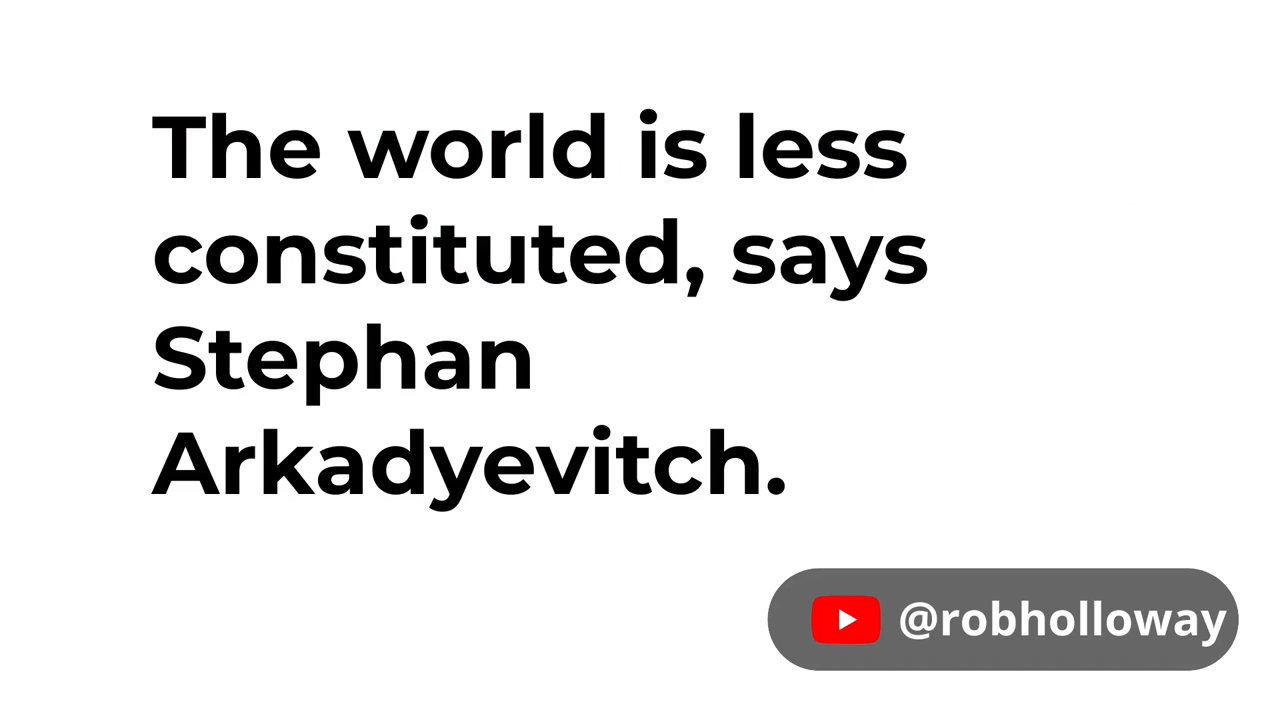 The world is less
constituted, says
Stephan
Arkadyevitch.
@robholloway